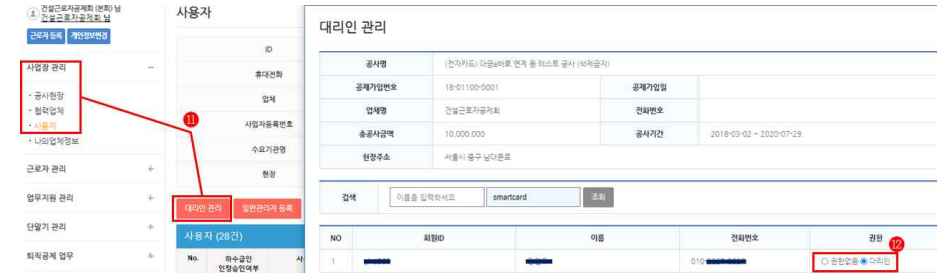 건설근로자공제회 (본회) 님
건설근로자공제회 님
근로자 등록 개인정보변경
사업장 관리 −
· 공사현장
· 협력업체
· 사용자
· 나의업체정보
근로자 관리 +
업무지원 관리 +
단말기 관리 +
퇴직공제 업무 +
사용자
ID
휴대전화
업체
사업자등록번호
수요기관명
현장
11
대리인 관리 일반관리자 등록
사용자 (28건)
No. 하수급인 사
인정승인여부
대리인 관리
공사명 (전자카드) 대금e바로 연계 등 테스트 공사 (삭제금지)
공제가입번호 18-01100-0001 공제가입일
업체명 건설근로자공제회 전화번호
총공사금액 10,000,000 공사기간 2018-03-02 ~ 2020-07-29
현장주소 서울시 중구 남대문로
검색 이름을 입력하세요. smartcard 조회
NO 회원ID 이름 전화번호 권한
12
1 010 권한없음 대리인